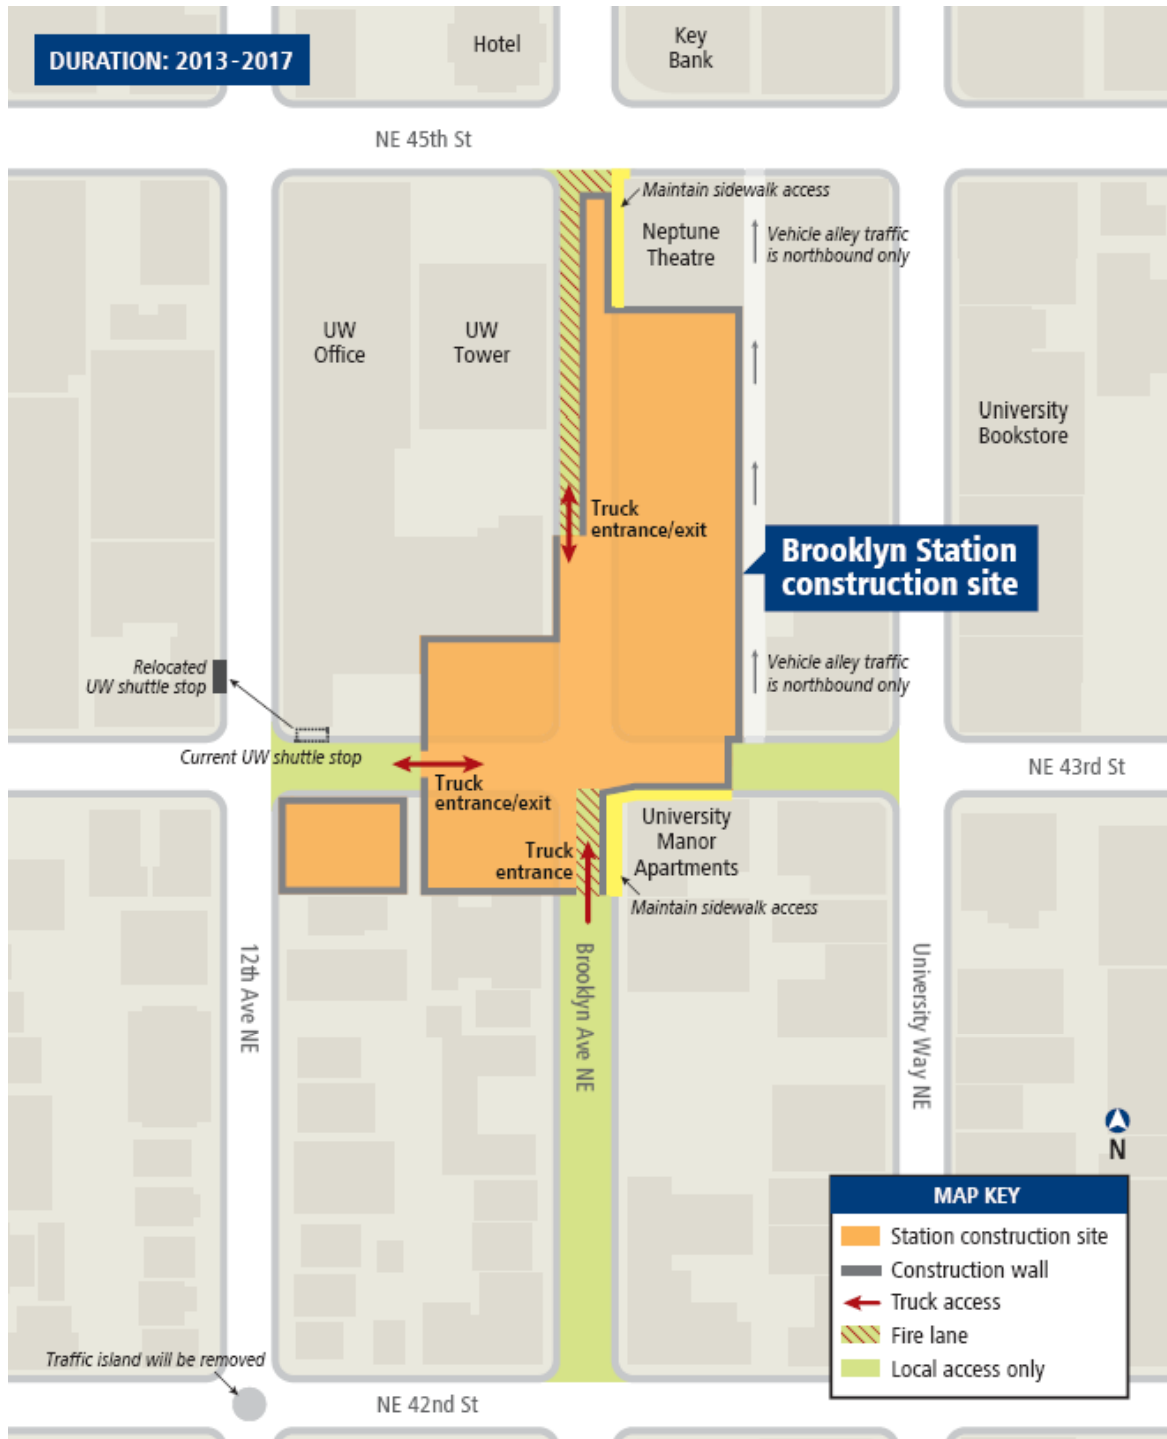 DURATION: 2013-2017
Hotel
Key
Bank
NE 45th St
Maintain sidewalk access
Neptune
Theatre
Vehicle alley traffic
is northbound only
UW
Office
UW
Tower
University
Bookstore
Truck
entrance/exit
Brooklyn Station
construction site
Relocated
UW shuttle stop
Vehicle alley traffic
is northbound only
Current UW shuttle stop
NE 43rd St
Truck
entrance/exit
University
Manor
Apartments
Truck
entrance
Maintain sidewalk access
12th Ave NE
Brooklyn Ave NE
University Way NE
N
MAP KEY
Station construction site
Construction wall
Truck access
Fire lane
Local access only
Traffic island will be removed
NE 42nd St